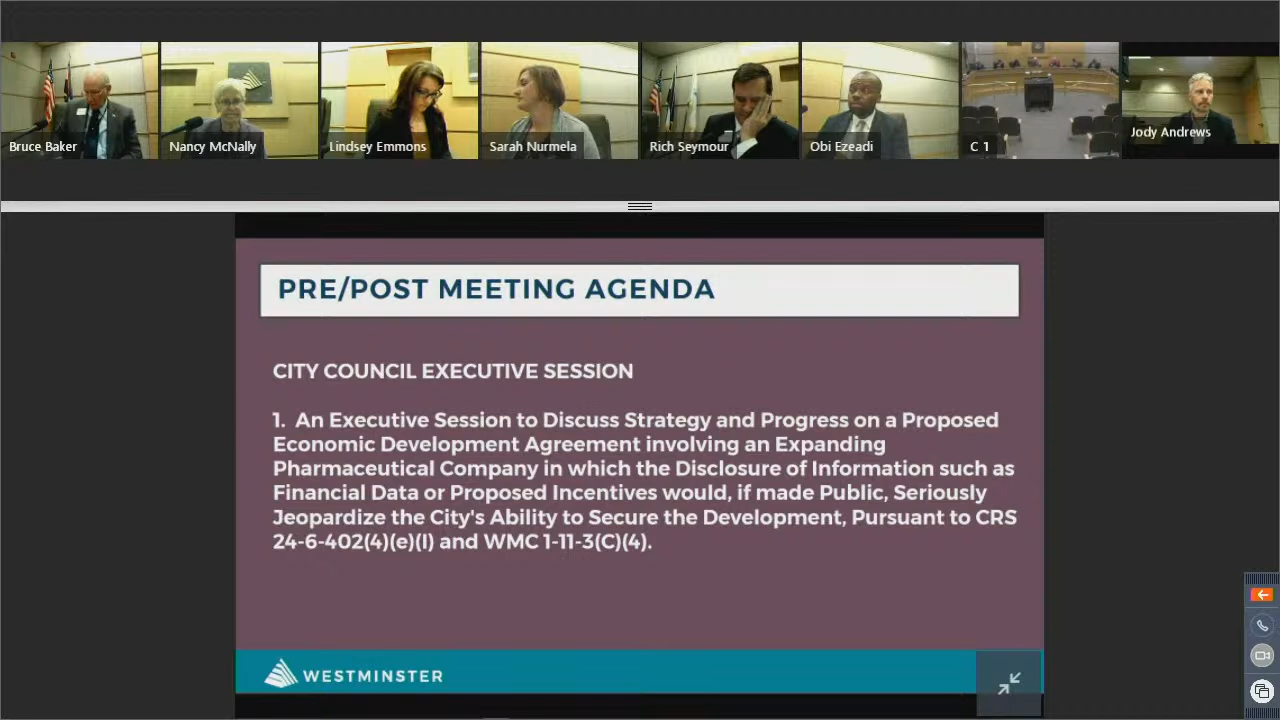 Bruce Baker
Nancy McNally
Lindsey Emmons
Sarah Nurmela
Rich Seymour
Obi Ezeadi
C 1
Jody Andrews
PRE/POST MEETING AGENDA
CITY COUNCIL EXECUTIVE SESSION
1. An Executive Session to Discuss Strategy and Progress on a Proposed
Economic Development Agreement involving an Expanding
Pharmaceutical Company in which the Disclosure of Information such as
Financial Data or Proposed Incentives would, if made Public, Seriously
Jeopardize the City's Ability to Secure the Development, Pursuant to CRS
24-6-402(4)(e)(I) and WMC 1-11-3(C)(4).
WESTMINSTER